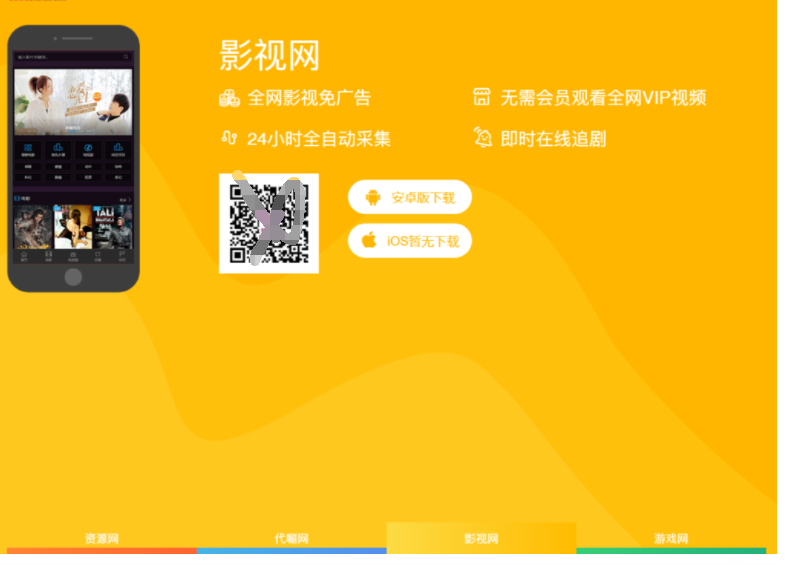 影视网
全网影视免广告
无需会员观看全网VIP视频
24小时全自动采集
即时在线追剧
安卓版下载
iOS暂无下载
资源网
代嘲网
影视网
游戏网